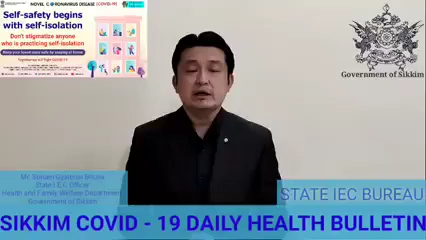 NOVEL CORONAVIRUS DISEASE (COVID-19)
Self-safety begins
with self-isolation
Don't stigmatize anyone
who is practicing self-isolation
Government of Sikkim
State I.E.C Officer
Health and Family Welfare Department
Government of Sikkim
STATE IEC BUREAU
SIKKIM COVID - 19 DAILY HEALTH BULLETIN